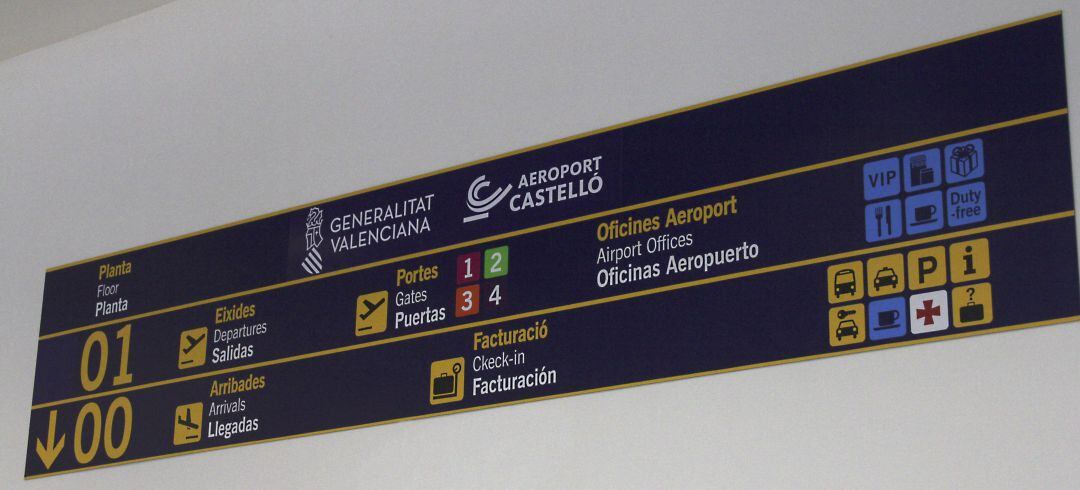 GENERALITAT
VALENCIANA
AEROPORT
CASTELLÓ
Planta
Floor
Planta
01
Eixides
Departures
Salidas
Portes
Gates
Puertas
1 2
3 4
Oficines Aeroport
Airport Offices
Oficinas Aeropuerto
VIP
Duty
-free
00
Arribades
Arrivals
Llegadas
Facturació
Ckeck-in
Facturación
P i
?